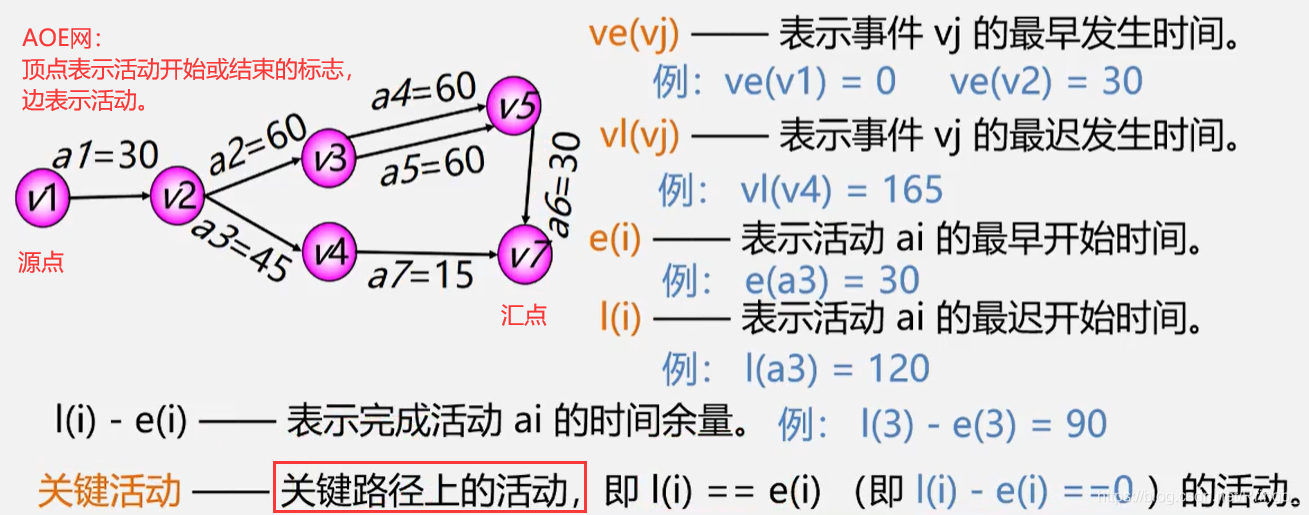 AOE网：
顶点表示活动开始或结束的标志，
边表示活动。
a1=30
a2=60
a3=45
a4=60
a5=60
a6=30
a7=15
v1
v2
v3
v4
v5
v7
源点
汇点
ve(vj) —— 表示事件 vj 的最早发生时间。
例： ve(v1) = 0 ve(v2) = 30
vl(vj) —— 表示事件 vj 的最迟发生时间。
例： vl(v4) = 165
e(i) —— 表示活动 ai 的最早开始时间。
例： e(a3) = 30
l(i) —— 表示活动 ai 的最迟开始时间。
例： l(a3) = 120
l(i) - e(i) —— 表示完成活动 ai 的时间余量。 例： l(3) - e(3) = 90
关键活动 —— 关键路径上的活动，即 l(i) == e(i) （即 l(i) - e(i) ==0 ）的活动。